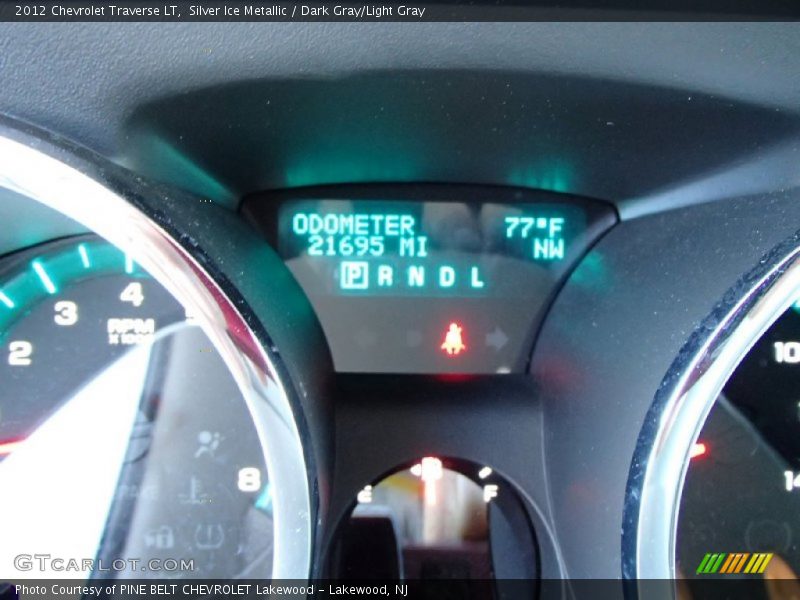 2012 Chevrolet Traverse LT, Silver Ice Metallic / Dark Gray/Light Gray
ODOMETER 77°F
21695 MI NW
P R N D L
2 3 4
RPM
X1000
8
E F
10
14
GTCARLOT.COM
Photo Courtesy of PINE BELT CHEVROLET Lakewood - Lakewood, NJ